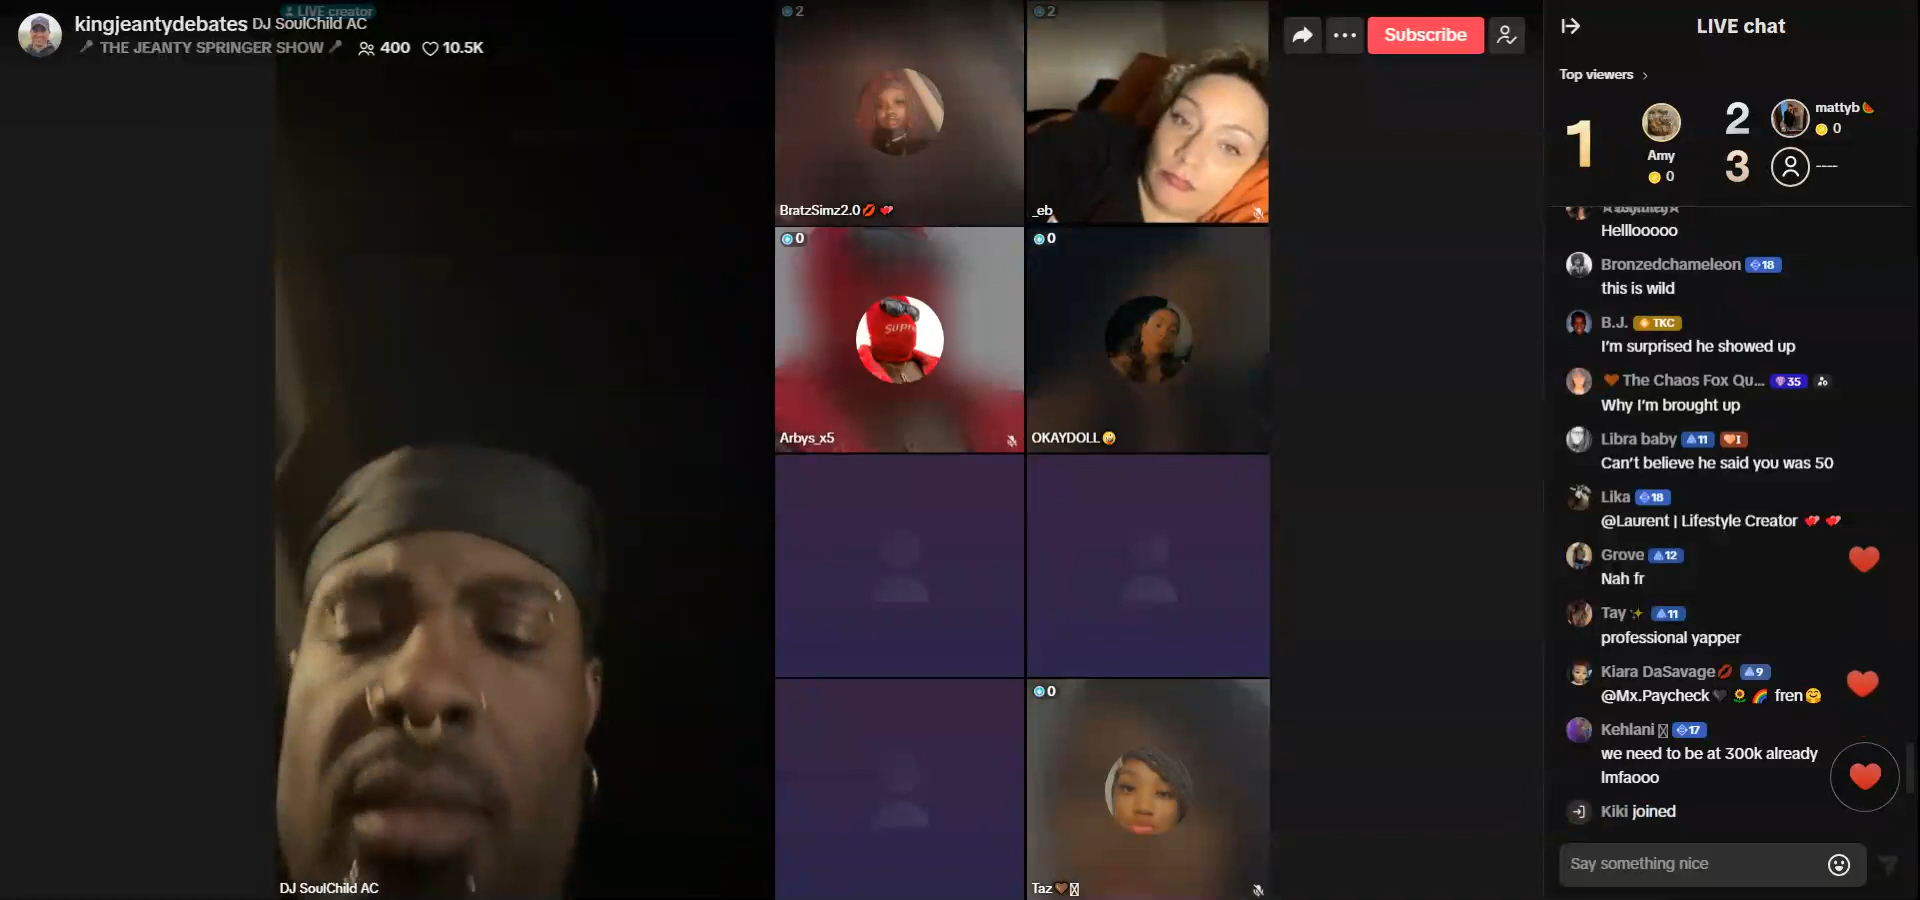 LIVE creator
kingjeantydebates DJ SoulChild AC
THE JEANTY SPRINGER SHOW 400 10.5K
Subscribe
2
2
BratzSimz2.0
_eb
0
0
SUPR
Arbys_x5
OKAYDOLL
0
DJ SoulChild AC
Taz
LIVE chat
Top viewers
1
Amy
0
2
mattyb
0
3
----
Helllooooo
Bronzedchameleon 18
this is wild
B.J. TKC
I'm surprised he showed up
The Chaos Fox Qu... 35
Why I'm brought up
Libra baby 11 I
Can't believe he said you was 50
Lika 18
@Laurent | Lifestyle Creator
Grove 12
Nah fr
Tay 11
professional yapper
Kiara DaSavage 9
@Mx.Paycheck🖤🌻🌈 fren🤗
Kehlani 17
we need to be at 300k already
lmfaooo
Kiki joined
Say something nice